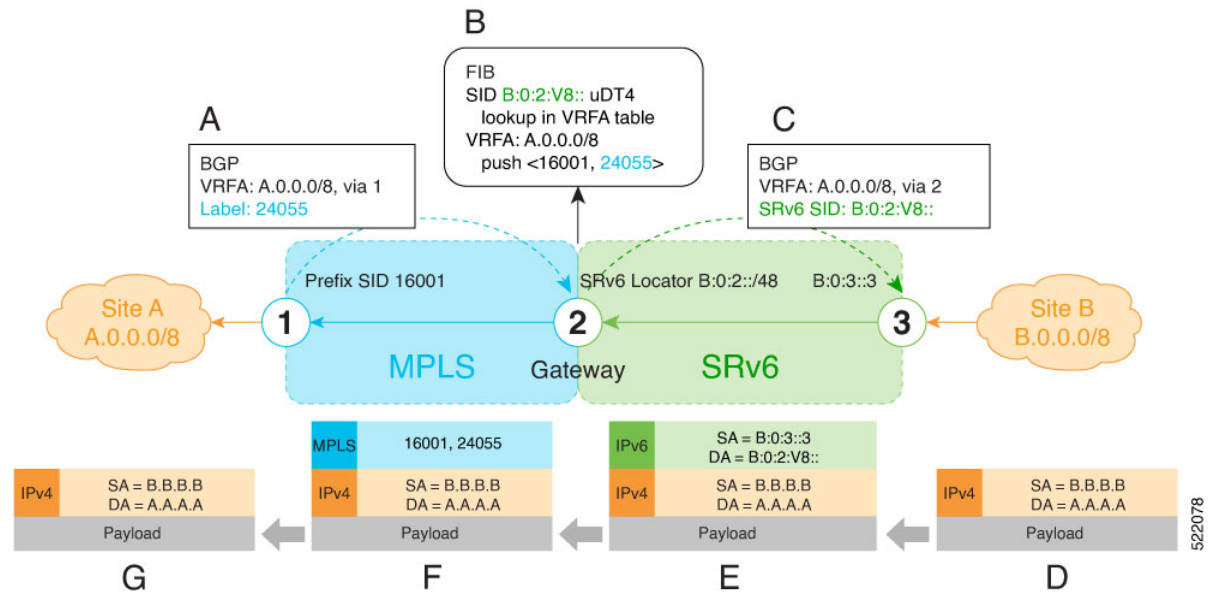 B
FIB
SID B:0:2:V8:: uDT4
lookup in VRFA table
VRFA: A.0.0.0/8
push <16001, 24055>
A
BGP
VRFA: A.0.0.0/8, via 1
Label: 24055
C
BGP
VRFA: A.0.0.0/8, via 2
SRv6 SID: B:0:2:V8::
Prefix SID 16001
SRv6 Locator B:0:2::/48
B:0:3::3
Site A
A.0.0.0/8
1
2
3
Site B
B.0.0.0/8
MPLS
Gateway
SRv6
MPLS
16001, 24055
IPv6
SA = B:0:3::3
DA = B:0:2:V8::
IPv4
SA = B.B.B.B
DA = A.A.A.A
Payload
IPv4
SA = B.B.B.B
DA = A.A.A.A
Payload
IPv4
SA = B.B.B.B
DA = A.A.A.A
Payload
IPv4
SA = B.B.B.B
DA = A.A.A.A
Payload
522078
G
F
E
D